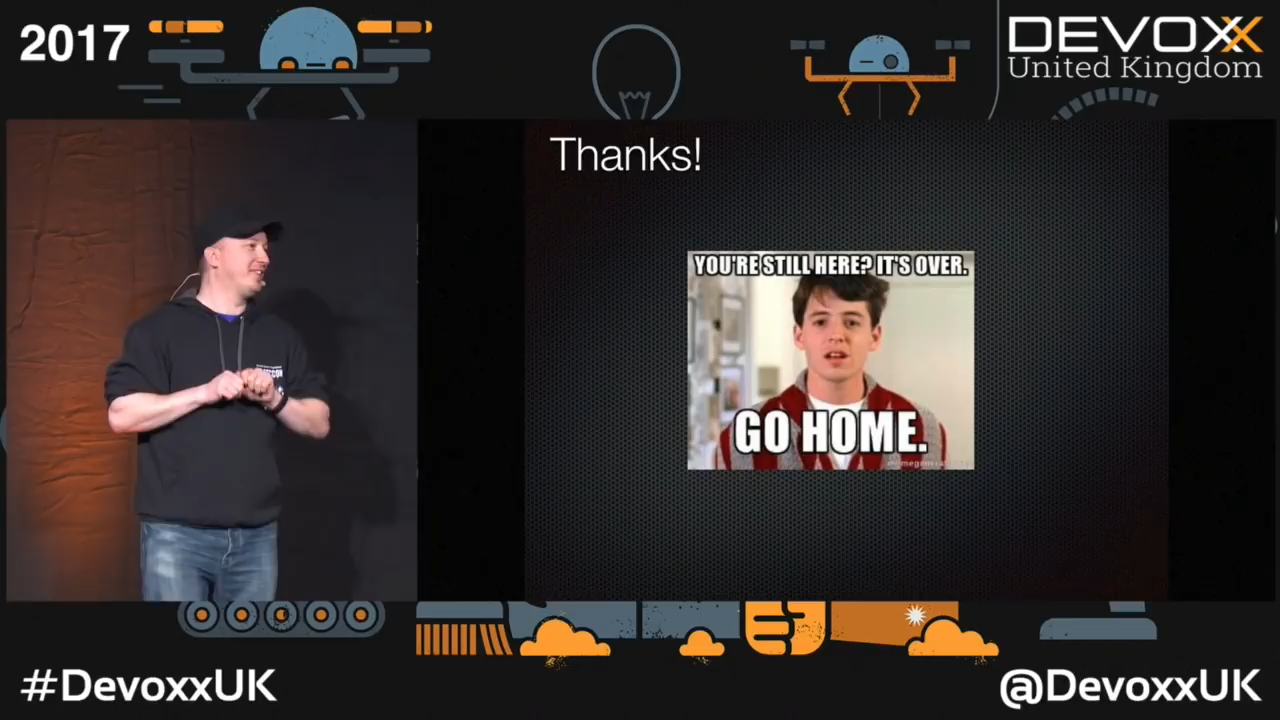 2017
DEVOXX
United Kingdom
Thanks!
YOU'RE STILL HERE? IT'S OVER.
GO HOME.
#DevoxxUK
@DevoxxUK